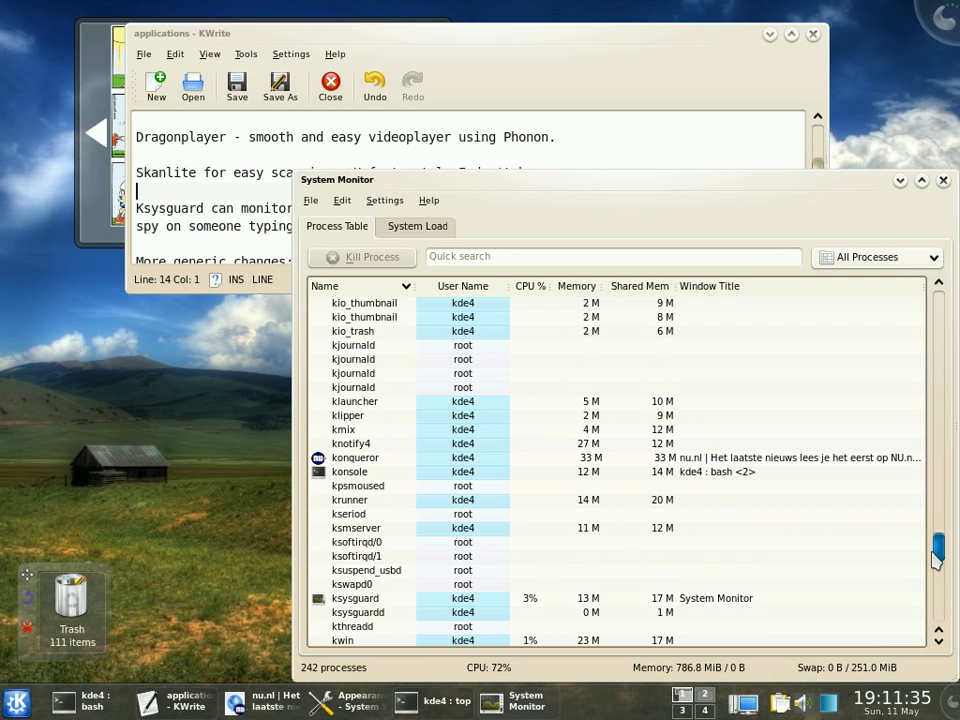 applications - KWrite
File Edit View Tools Settings Help
New Open Save Save As Close Undo Redo
Dragonplayer - smooth and easy videoplayer using Phonon.
Skanlite for easy
Ksysguard can monitor
spy on someone typing
More generic changes:
Line: 14 Col: 1 INS LINE
System Monitor
File Edit Settings Help
Process Table System Load
Kill Process Quick search All Processes
Name User Name CPU % Memory Shared Mem Window Title
kio_thumbnail kde4 2 M 9 M
kio_thumbnail kde4 2 M 8 M
kio_trash kde4 2 M 6 M
kjournald root
kjournald root
kjournald root
kjournald root
klauncher kde4 5 M 10 M
klipper kde4 2 M 9 M
kmix kde4 4 M 12 M
knotify4 kde4 27 M 12 M
konqueror kde4 33 M 33 M nu.nl | Het laatste nieuws lees je het eerst op NU.n...
konsole kde4 12 M 14 M kde4 : bash <2>
kpsmoused root
krunner kde4 14 M 20 M
kseriod root
ksmserver kde4 11 M 12 M
ksoftirqd/0 root
ksoftirqd/1 root
ksuspend_usbd root
kswapd0 root
ksysguard kde4 3% 13 M 17 M System Monitor
ksysguardd kde4 0 M 1 M
kthreadd root
kwin kde4 1% 23 M 17 M
242 processes CPU: 72% Memory: 786.8 MiB / 0 B Swap: 0 B / 251.0 MiB
Trash
111 items
kde4 : bash
applicatio - KWrite
nu.nl | Het laatste ni
Appearan - System
kde4 : top
System Monitor
1 2
3 4
19:11:35
Sun, 11 May